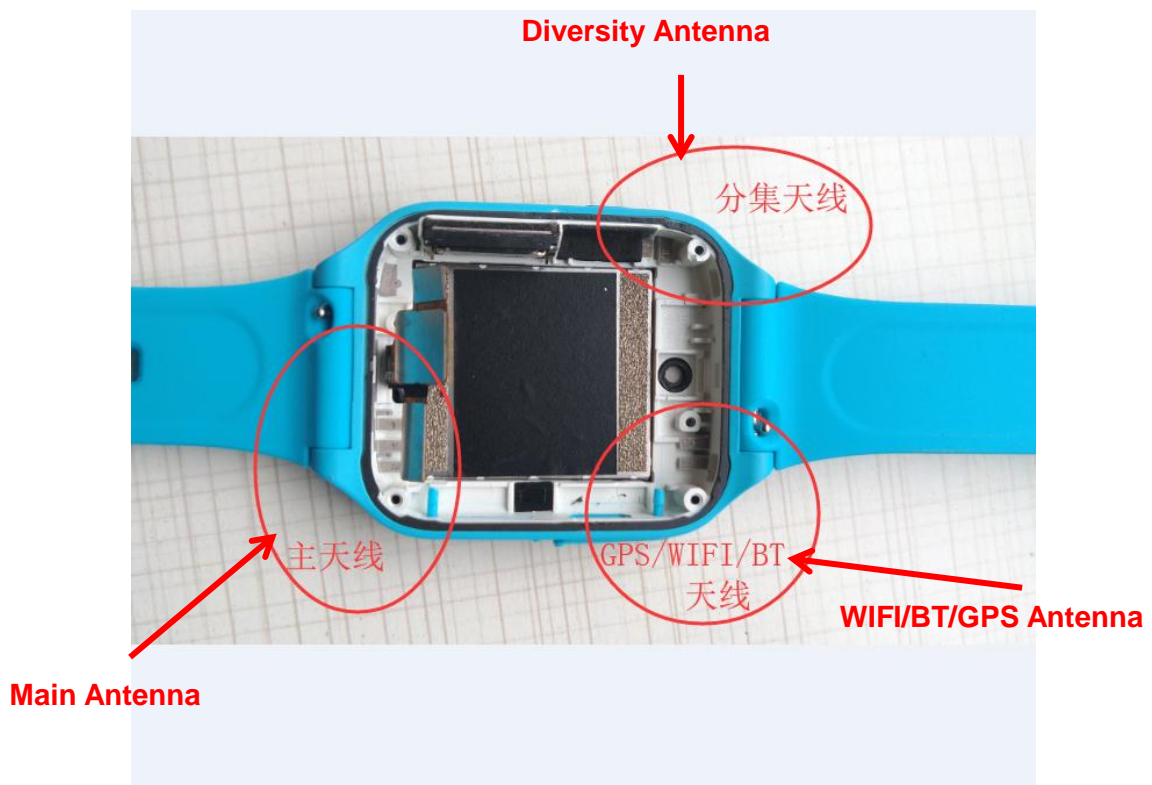 Diversity Antenna
分集天线
主天线
GPS/WIFI/BT
天线
WIFI/BT/GPS Antenna
Main Antenna